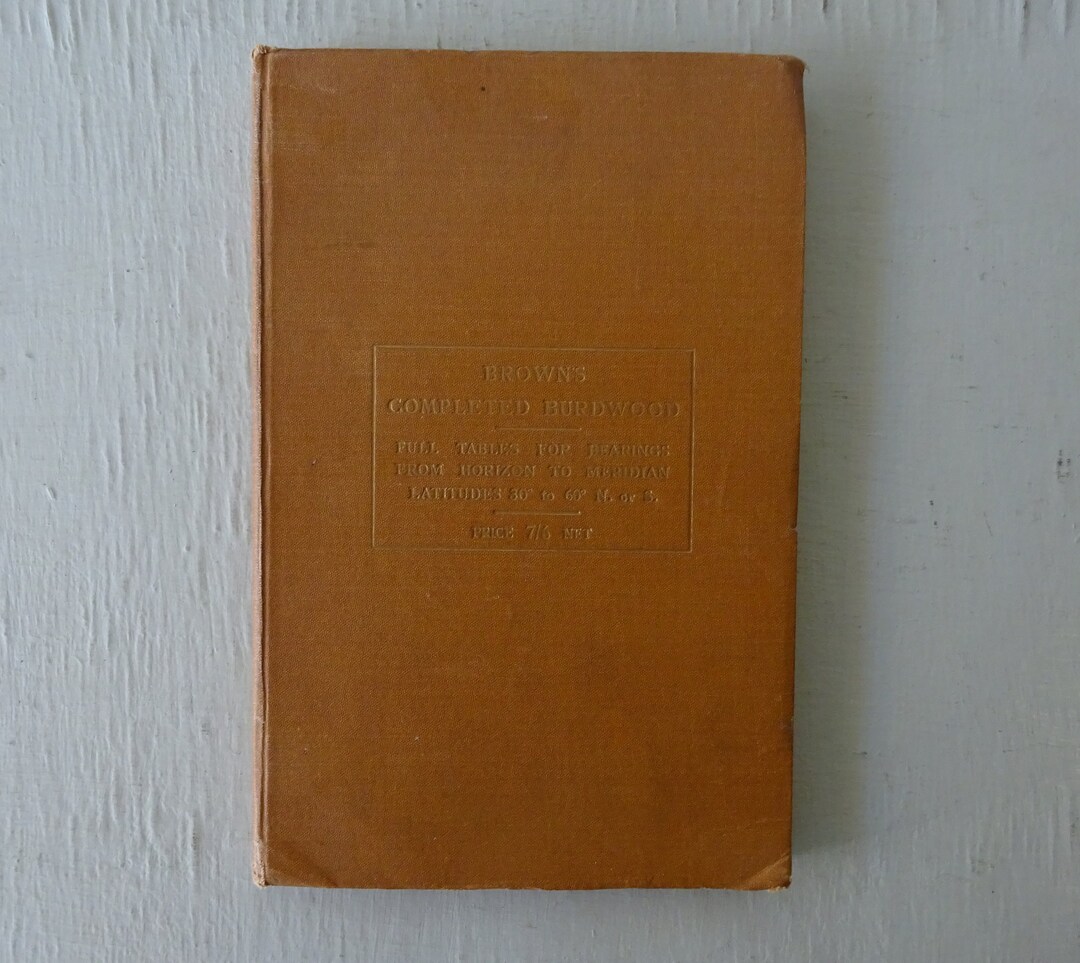 BROWN'S
COMPLETED BURDWOOD
FULL TABLES FOR BEARINGS
FROM HORIZON TO MERIDIAN
LATITUDES 30° to 60° N. or S.
PRICE 7/6 NET